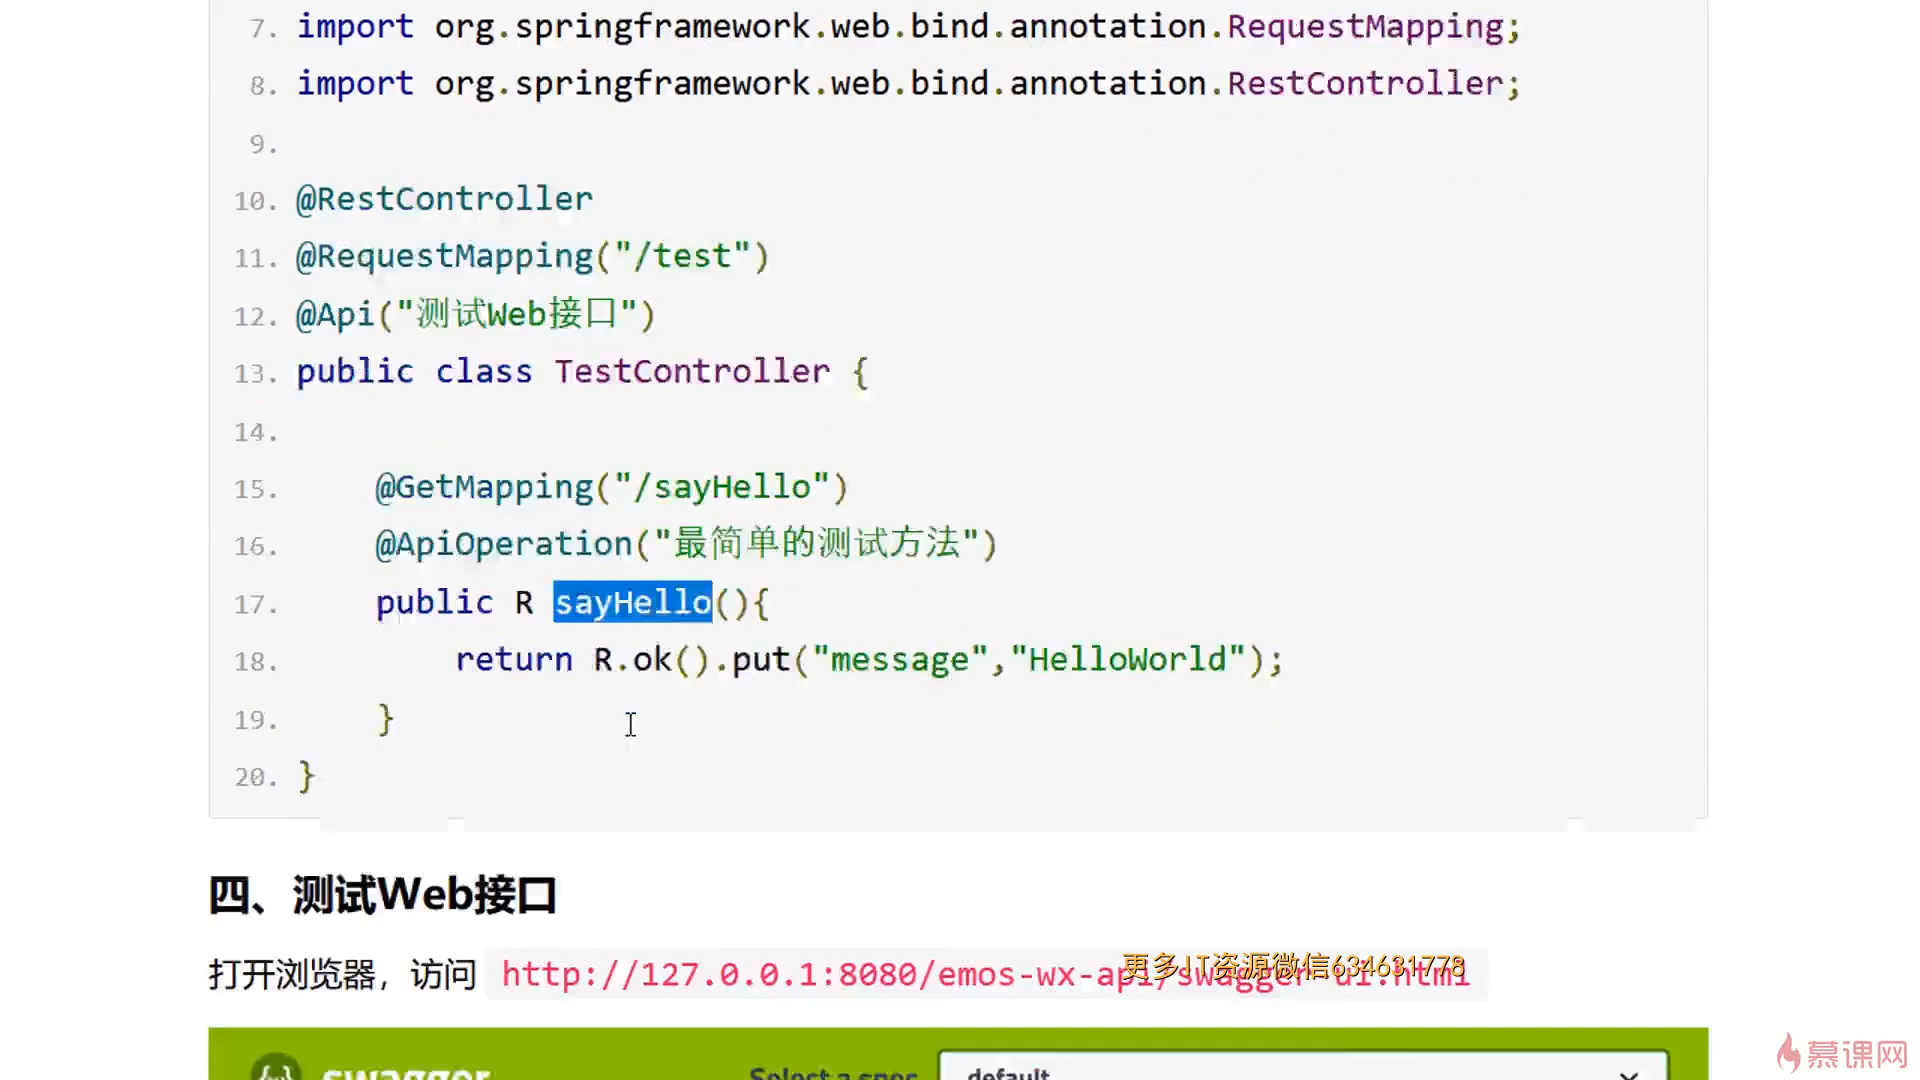 7. import org.springframework.web.bind.annotation.RequestMapping;
8. import org.springframework.web.bind.annotation.RestController;
9.
10. @RestController
11. @RequestMapping("/test")
12. @Api("测试Web接口")
13. public class TestController {
14.
15. @GetMapping("/sayHello")
16. @ApiOperation("最简单的测试方法")
17. public R sayHello(){
18. return R.ok().put("message","HelloWorld");
19. }
20. }
四、测试Web接口
打开浏览器，访问 http://127.0.0.1:8080/emos-wx-api/swagger-ui.html
更多IT资源微信634631778
swagger Select a spec default
慕课网